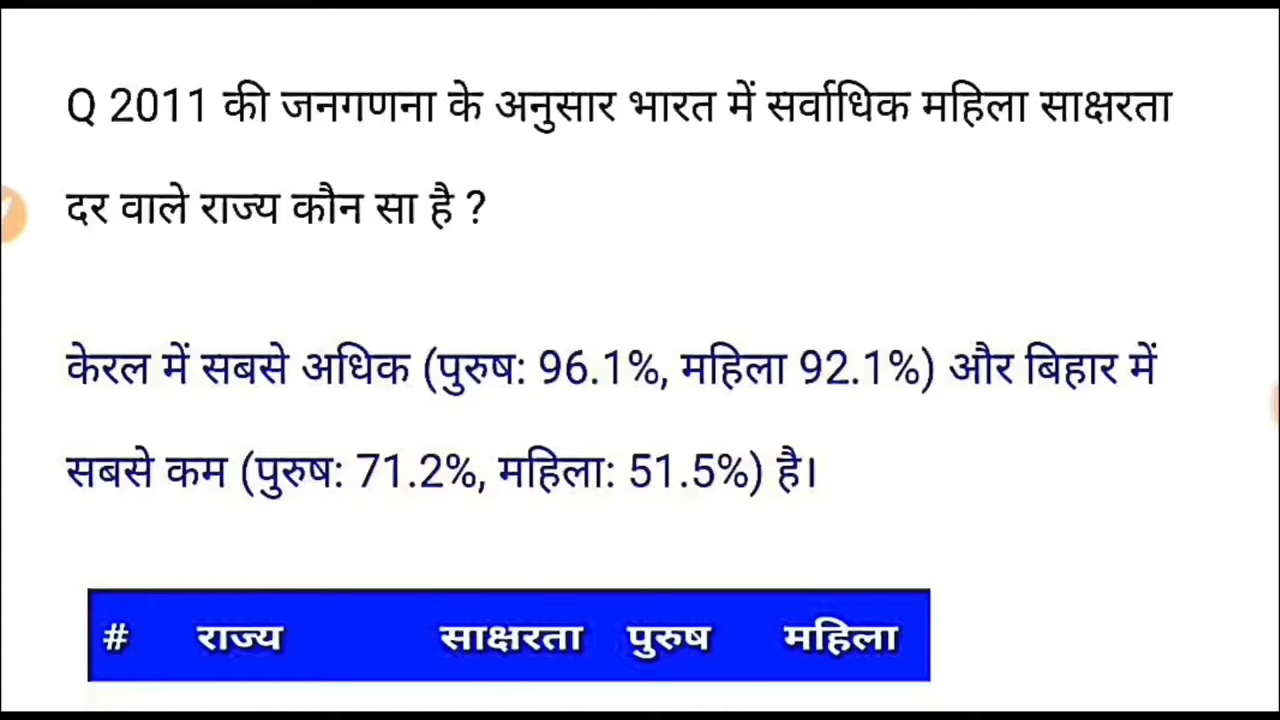 Q 2011 की जनगणना के अनुसार भारत में सर्वाधिक महिला साक्षरता
दर वाले राज्य कौन सा है ?
केरल में सबसे अधिक (पुरुष: 96.1%, महिला 92.1%) और बिहार में
सबसे कम (पुरुष: 71.2%, महिला: 51.5%) है।
# राज्य साक्षरता पुरुष महिला